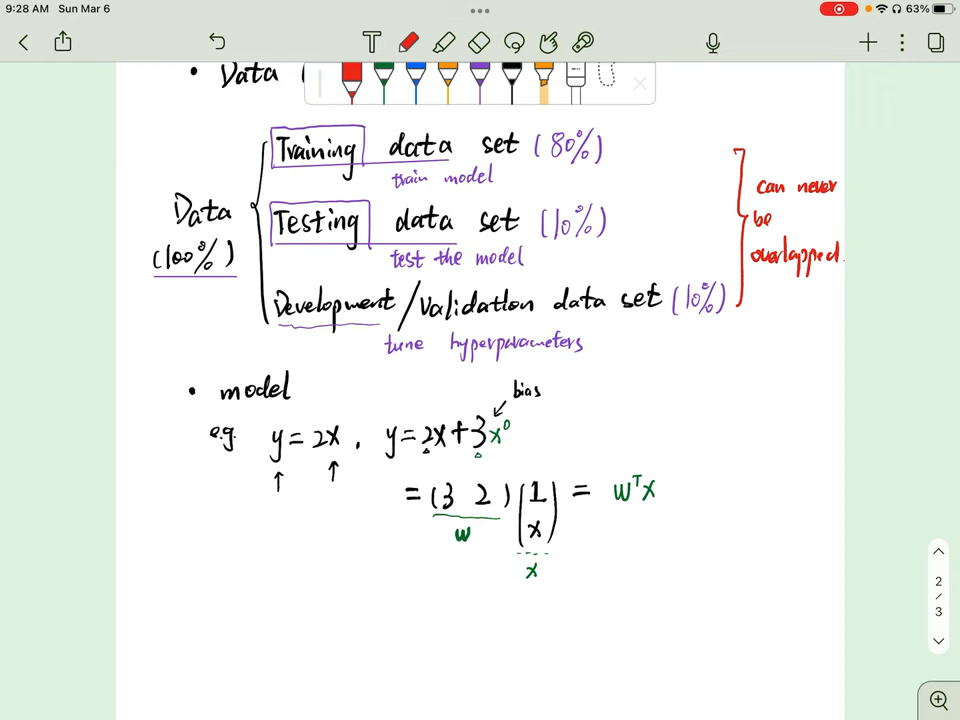 9:28 AM Sun Mar 6
63%
• Data (
Training data set (80%)
train model
Data
(100%)
Testing data set (10%)
test the model
Development/Validation data set (10%)
tune hyperparameters
can never
be
overlapped.
• model
bias
e.g. y = 2x, y = 2x + 3x⁰
= (3 2) (1 x) = wᵀx
w
x
2
/
3